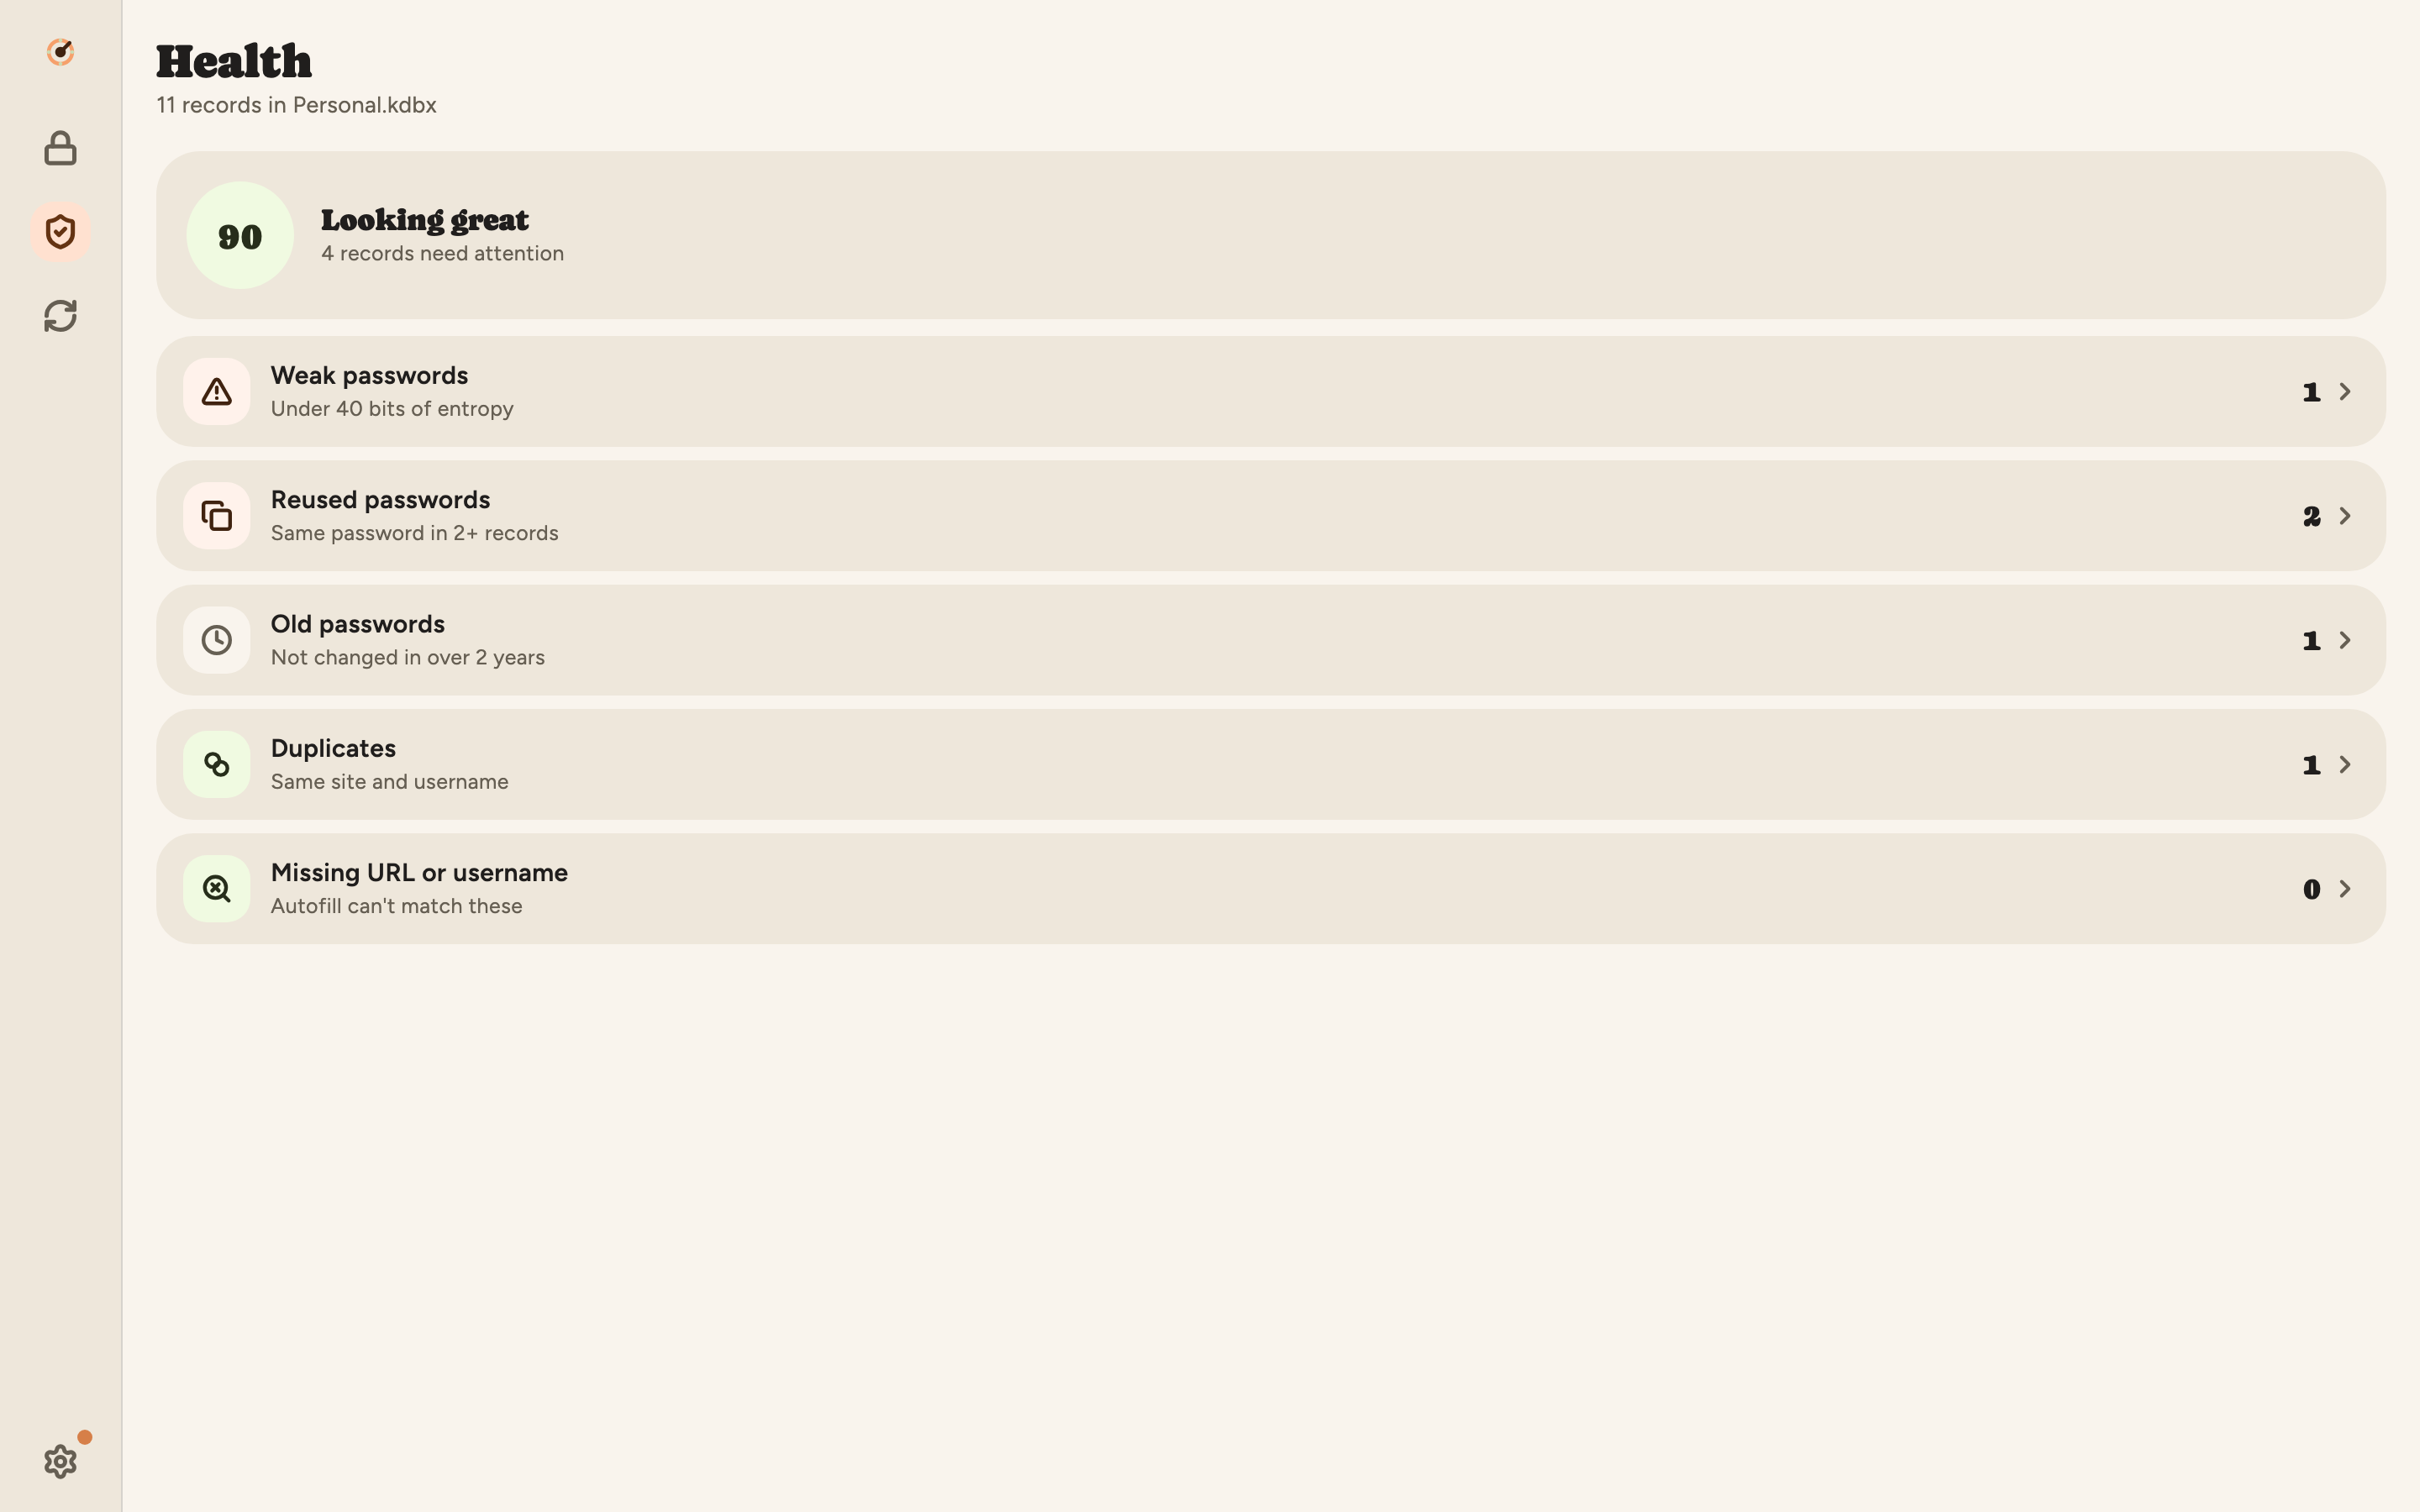 Health
11 records in Personal.kdbx
90
Looking great
4 records need attention
Weak passwords
Under 40 bits of entropy
1
Reused passwords
Same password in 2+ records
2
Old passwords
Not changed in over 2 years
1
Duplicates
Same site and username
1
Missing URL or username
Autofill can't match these
0